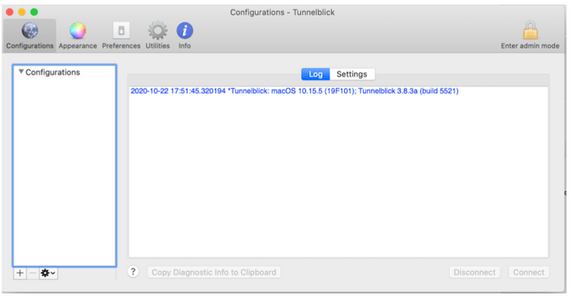 Configurations - Tunnelblick
Configurations Appearance Preferences Utilities Info Enter admin mode
Configurations
Log Settings
2020-10-22 17:51:45.320194 *Tunnelblick: macOS 10.15.5 (19F101); Tunnelblick 3.8.3a (build 5521)
? Copy Diagnostic Info to Clipboard Disconnect Connect